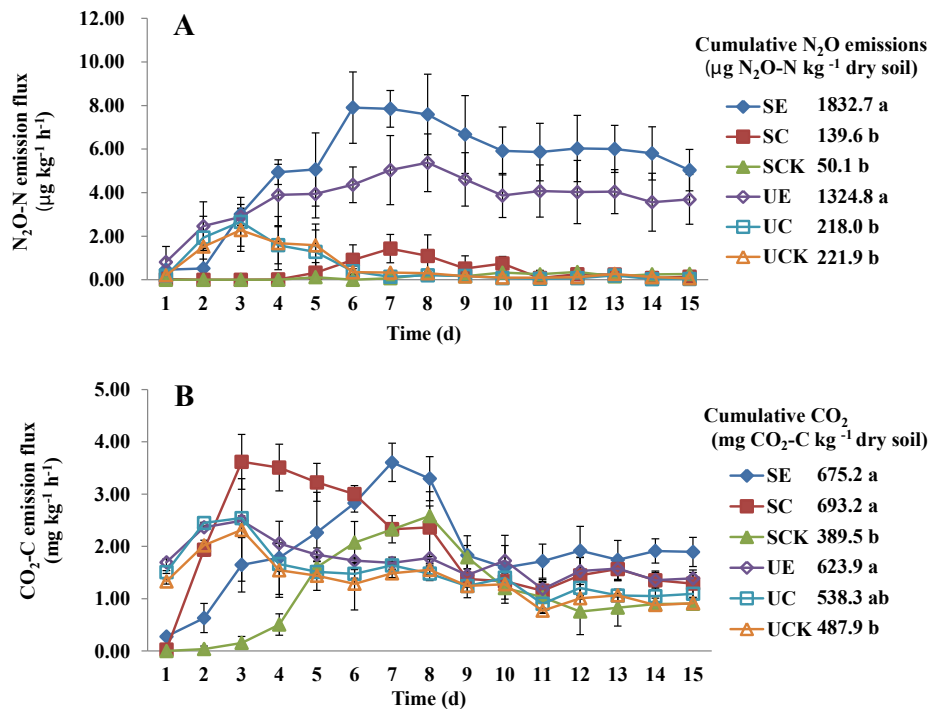 A
12.00
10.00
8.00
6.00
4.00
2.00
0.00
N₂O-N emission flux
(µg kg⁻¹ h⁻¹)
1 2 3 4 5 6 7 8 9 10 11 12 13 14 15
Time (d)
Cumulative N₂O emissions
(µg N₂O-N kg ⁻¹ dry soil)
SE 1832.7 a
SC 139.6 b
SCK 50.1 b
UE 1324.8 a
UC 218.0 b
UCK 221.9 b
B
5.00
4.00
3.00
2.00
1.00
0.00
CO₂-C emission flux
(mg kg⁻¹ h⁻¹)
1 2 3 4 5 6 7 8 9 10 11 12 13 14 15
Time (d)
Cumulative CO₂
(mg CO₂-C kg⁻¹ dry soil)
SE 675.2 a
SC 693.2 a
SCK 389.5 b
UE 623.9 a
UC 538.3 ab
UCK 487.9 b